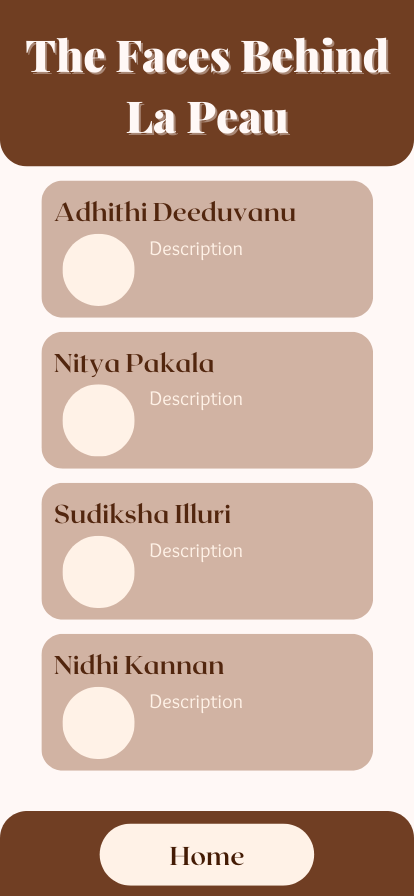 The Faces Behind
La Peau
Adhithi Deeduvanu
Description
Nitya Pakala
Description
Sudiksha Illuri
Description
Nidhi Kannan
Description
Home